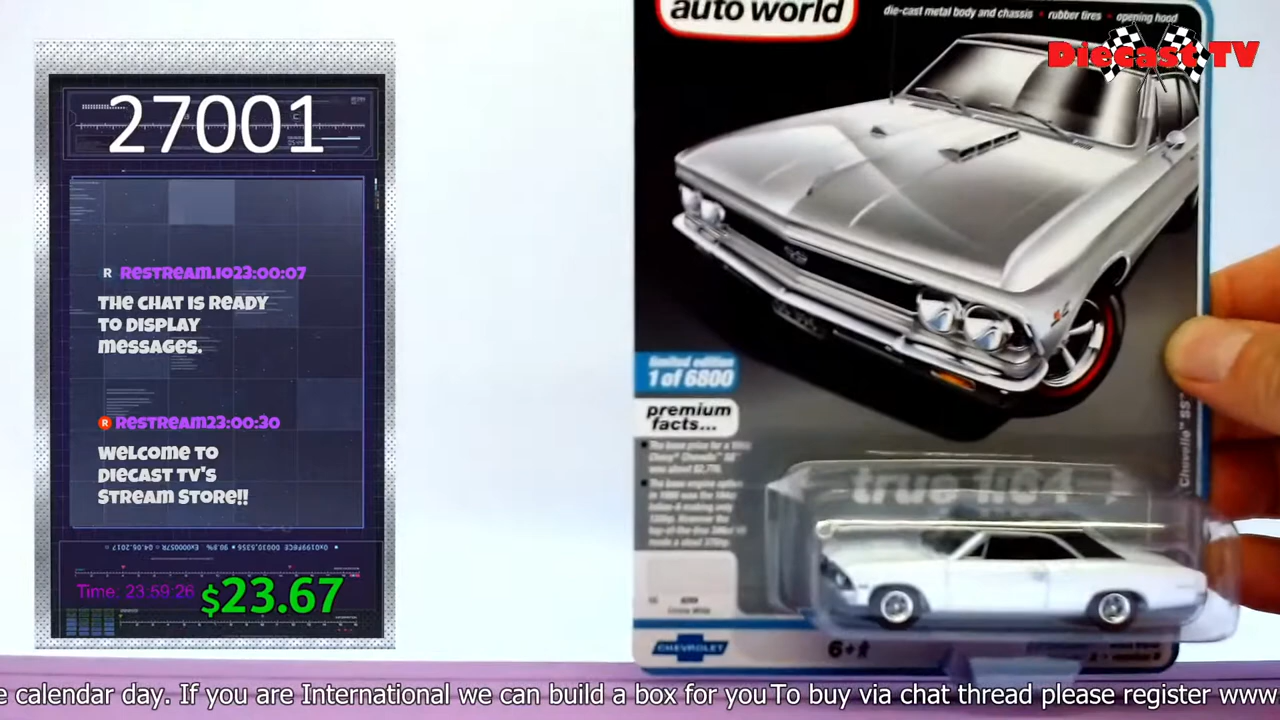 27001
R Restream.io23:00:07
The chat is ready
to display
messages.
R Restream23:00:30
Welcome to
Diecast TV's
Stream Store!!
Time: 23.59:26
$23.67
auto world
die-cast metal body and chassis • rubber tires • opening hood
Diecast TV
limited edition
1 of 6800
premium
facts...
true 1:64
Chevelle™ SS™
CHEVROLET
6+
e calendar day. If you are International we can build a box for you To buy via chat thread please register www.